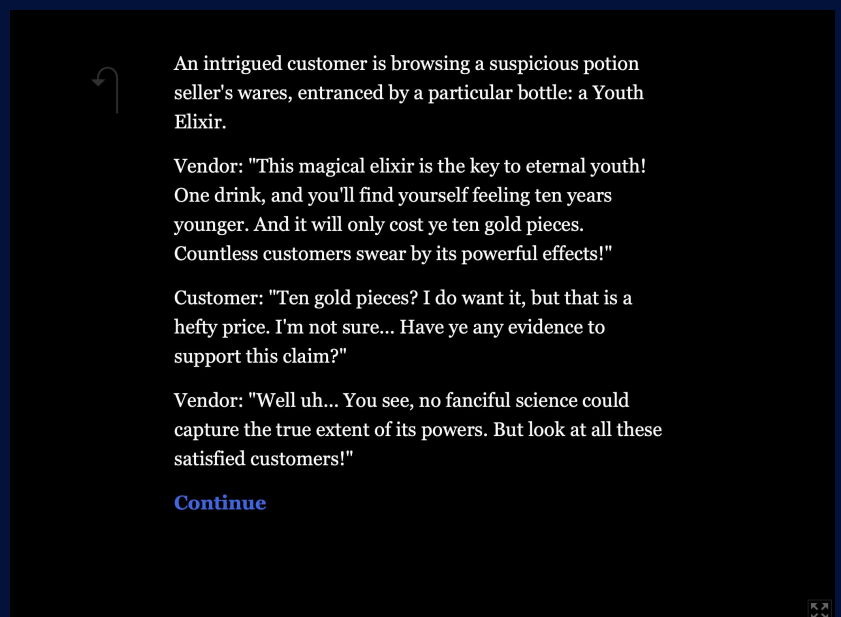 An intrigued customer is browsing a suspicious potion
seller's wares, entranced by a particular bottle: a Youth
Elixir.
Vendor: "This magical elixir is the key to eternal youth!
One drink, and you'll find yourself feeling ten years
younger. And it will only cost ye ten gold pieces.
Countless customers swear by its powerful effects!"
Customer: "Ten gold pieces? I do want it, but that is a
hefty price. I'm not sure... Have ye any evidence to
support this claim?"
Vendor: "Well uh... You see, no fanciful science could
capture the true extent of its powers. But look at all these
satisfied customers!"
Continue